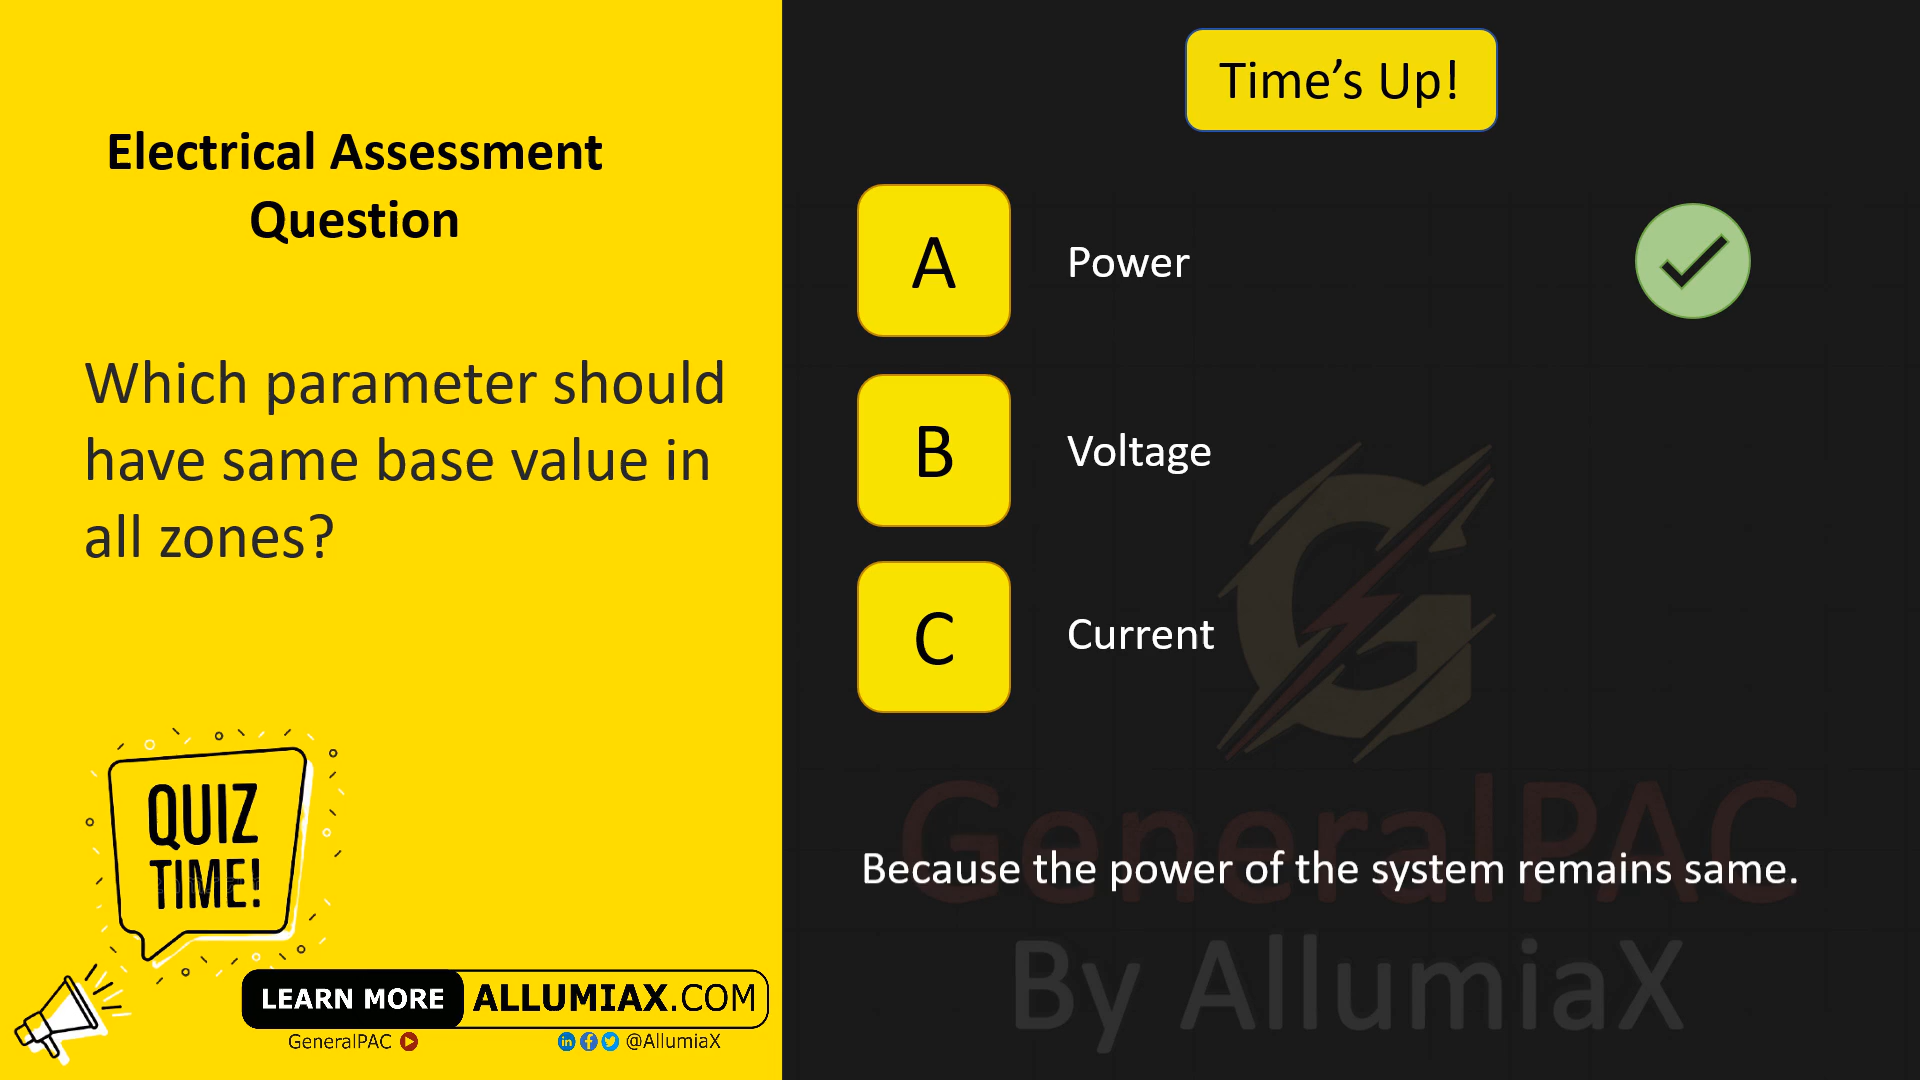 Electrical Assessment
Question
Which parameter should
have same base value in
all zones?
QUIZ
TIME!
LEARN MORE ALLUMIAX.COM
GeneralPAC
@AllumiaX
Time’s Up!
A Power
B Voltage
C Current
GeneralPAC
Because the power of the system remains same.
By AllumiaX